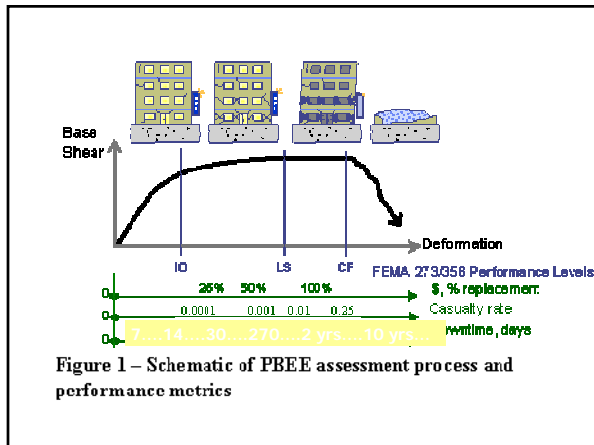 Base
Shear
Deformation
IO LS CP
FEMA 273/356 Performance Levels
0 25% 50% 100% $, % replacement
0 0.0001 0.001 0.01 0.25 Casualty rate
0 7....14....30....270....2 yrs....10 yrs... wntime, days
Figure 1 – Schematic of PBEE assessment process and
performance metrics